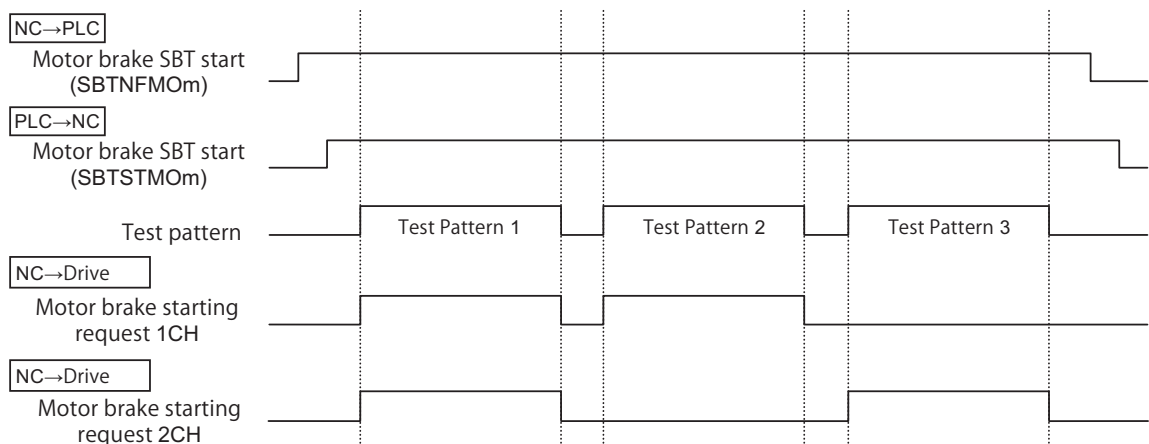 NC→PLC
Motor brake SBT start
(SBTNFMOm)
PLC→NC
Motor brake SBT start
(SBTSTMOm)
Test pattern
Test Pattern 1
Test Pattern 2
Test Pattern 3
NC→Drive
Motor brake starting
request 1CH
NC→Drive
Motor brake starting
request 2CH